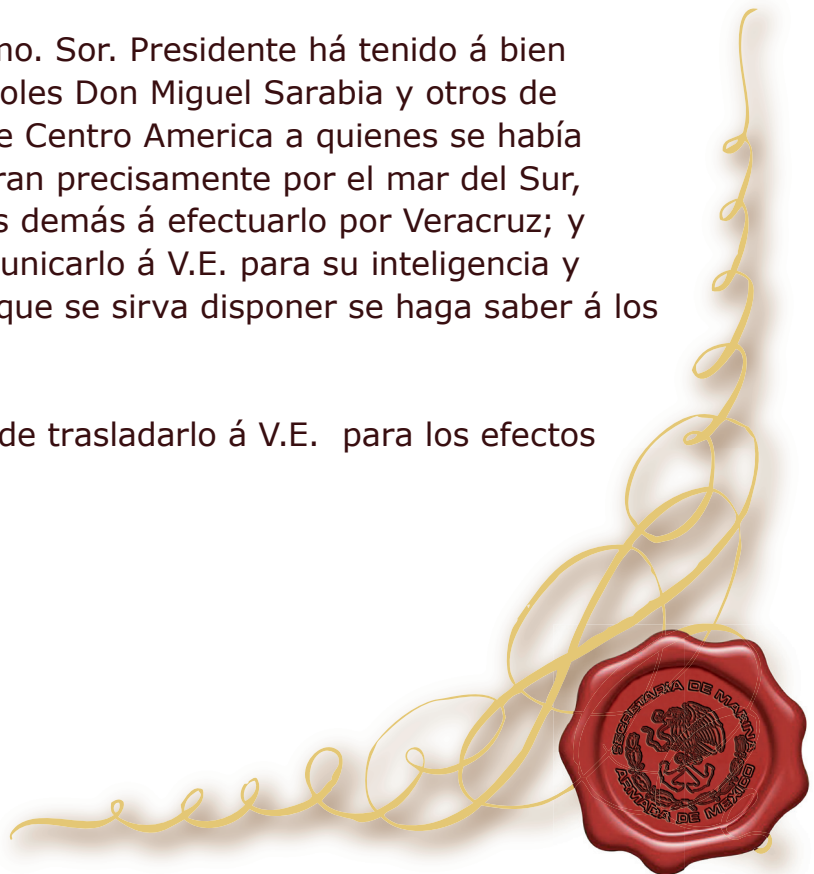 no. Sor. Presidente há tenido á bien
oles Don Miguel Sarabia y otros de
e Centro America a quienes se había
ran precisamente por el mar del Sur,
s demás á efectuarlo por Veracruz; y
unicarlo á V.E. para su inteligencia y
que se sirva disponer se haga saber á los
de trasladarlo á V.E. para los efectos
SECRETARIA DE MARINA
ARMADA DE MEXICO